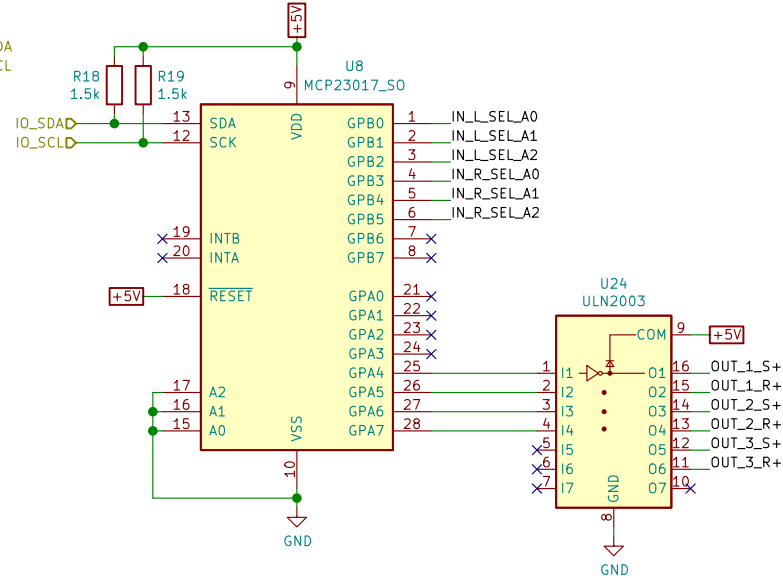 +5V
DA
CL
U8
MCP23017_SO
R18
1.5k
R19
1.5k
9
VDD
IO_SDA
13
SDA
GPB0
1
IN_L_SEL_A0
IO_SCL
12
SCK
GPB1
2
IN_L_SEL_A1
GPB2
3
IN_L_SEL_A2
GPB3
4
IN_R_SEL_A0
GPB4
5
IN_R_SEL_A1
GPB5
6
IN_R_SEL_A2
19
INTB
GPB6
7
20
INTA
GPB7
8
+5V
18
RESET
GPA0
21
GPA1
22
GPA2
23
GPA3
24
GPA4
25
17
A2
GPA5
26
16
A1
GPA6
27
15
A0
GPA7
28
VSS
10
GND
U24
ULN2003
COM
9
+5V
1
I1
O1
16
OUT_1_S+
2
I2
O2
15
OUT_1_R+
3
I3
O3
14
OUT_2_S+
4
I4
O4
13
OUT_2_R+
5
I5
O5
12
OUT_3_S+
6
I6
O6
11
OUT_3_R+
7
I7
O7
10
GND
8
GND